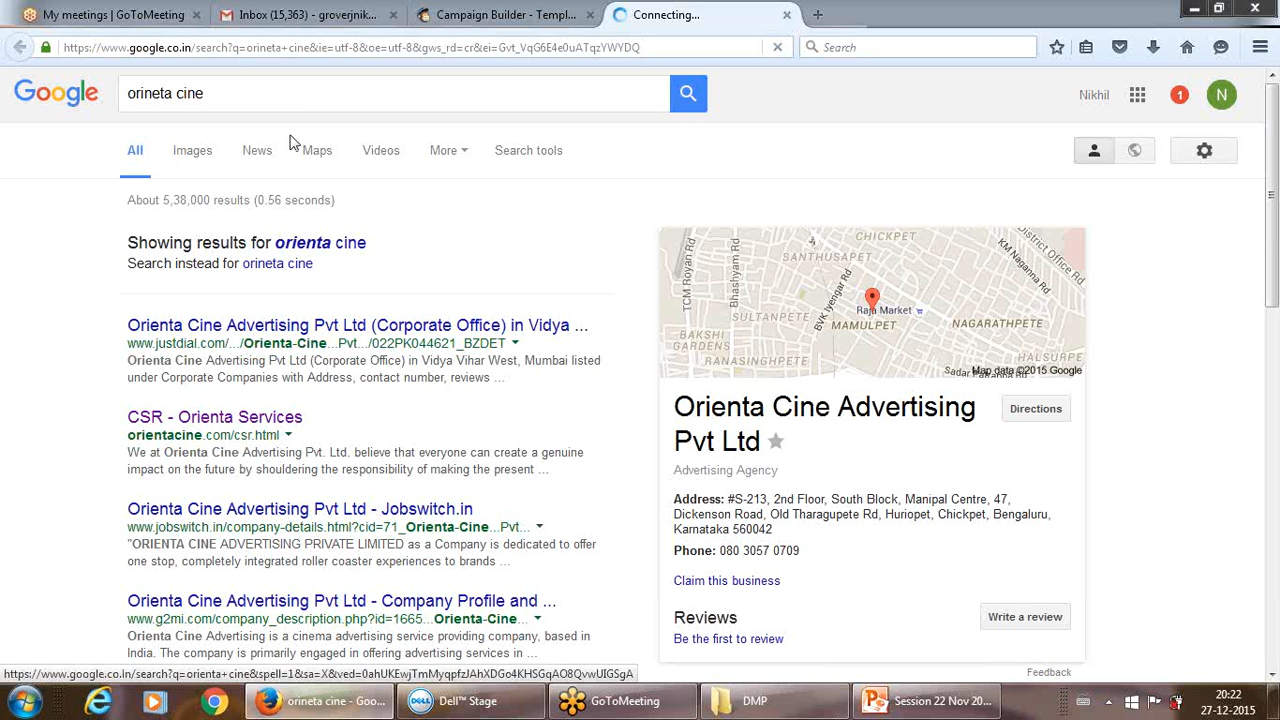 My meetings | GoToMeeting
Inbox (15,363) - grovejnik...
Campaign Builder - Templ...
Connecting...
https://www.google.co.in/search?q=orineta+cine&ie=utf-8&oe=utf-8&gws_rd=cr&ei=Gvt_VqG6E4e0uATqzYWYDQ
Search
Google
orineta cine
Nikhil
1
N
All
Images
News
Maps
Videos
More
Search tools
About 5,38,000 results (0.56 seconds)
Showing results for orienta cine
Search instead for orineta cine
Orienta Cine Advertising Pvt Ltd (Corporate Office) in Vidya ...
www.justdial.com/.../Orienta-Cine...Pvt.../022PK044621_BZDET
Orienta Cine Advertising Pvt Ltd (Corporate Office) in Vidya Vihar West, Mumbai listed
under Corporate Companies with Address, contact number, reviews ...
CSR - Orienta Services
orientacine.com/csr.html
We at Orienta Cine Advertising Pvt. Ltd. believe that everyone can create a genuine
impact on the future by shouldering the responsibility of making the present ...
Orienta Cine Advertising Pvt Ltd - Jobswitch.in
www.jobswitch.in/company-details.html?cid=71_Orienta-Cine...Pvt...
"ORIENTA CINE ADVERTISING PRIVATE LIMITED as a Company is dedicated to offer
one stop, completely integrated roller coaster experiences to brands ...
Orienta Cine Advertising Pvt Ltd - Company Profile and ...
www.g2mi.com/company_description.php?id=1665...Orienta-Cine...
Orienta Cine Advertising is a cinema advertising service providing company, based in
India. The company is primarily engaged in offering advertising services in ...
CHICKPET
SANTHUSAPET
TCM Royan Rd
Bhashyam Rd
BVK Iyengar Rd
KM Naganna Rd
District Office Rd
SULTANPETE
Raja Market
MAMULPET
NAGARATHPETE
BAKSHI
GARDENS
RANASINGHPETE
HALSURPE
Map data ©2015 Google
Orienta Cine Advertising
Pvt Ltd
Directions
Advertising Agency
Address: #S-213, 2nd Floor, South Block, Manipal Centre, 47,
Dickenson Road, Old Tharagupete Rd, Huriopet, Chickpet, Bengaluru,
Karnataka 560042
Phone: 080 3057 0709
Claim this business
Reviews
Write a review
Be the first to review
Feedback
orineta cine - Goo...
Dell™ Stage
GoToMeeting
DMP
Session 22 Nov 20...
20:22
27-12-2015